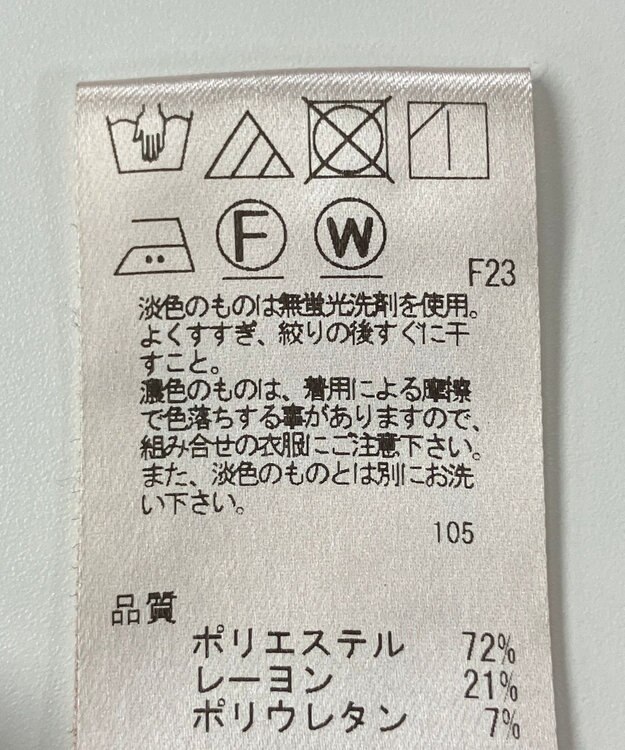 F W
F23
淡色のものは無蛍光洗剤を使用。
よくすすぎ、絞りの後すぐに干
すこと。
濃色のものは、着用による摩擦
で色落ちする事がありますので、
組み合せの衣服にご注意下さい。
また、淡色のものとは別にお洗
い下さい。
105
品質
ポリエステル 72%
レーヨン 21%
ポリウレタン 7%